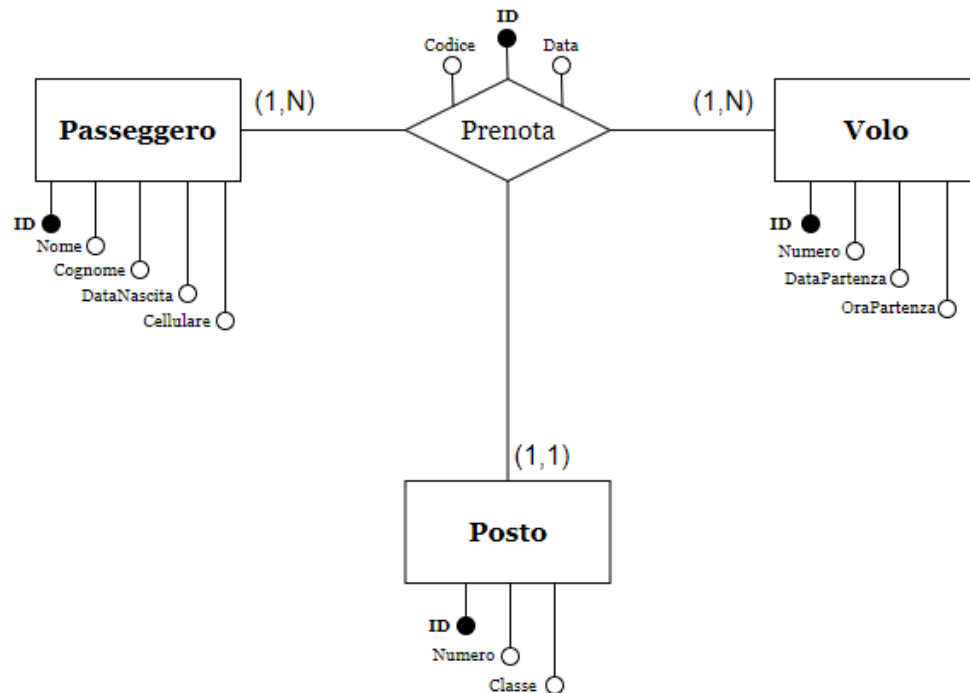 ID
Codice
Data
(1,N)
(1,N)
Passeggero
Prenota
Volo
ID
Nome
Cognome
DataNascita
Cellulare
ID
Numero
DataPartenza
OraPartenza
(1,1)
Posto
ID
Numero
Classe